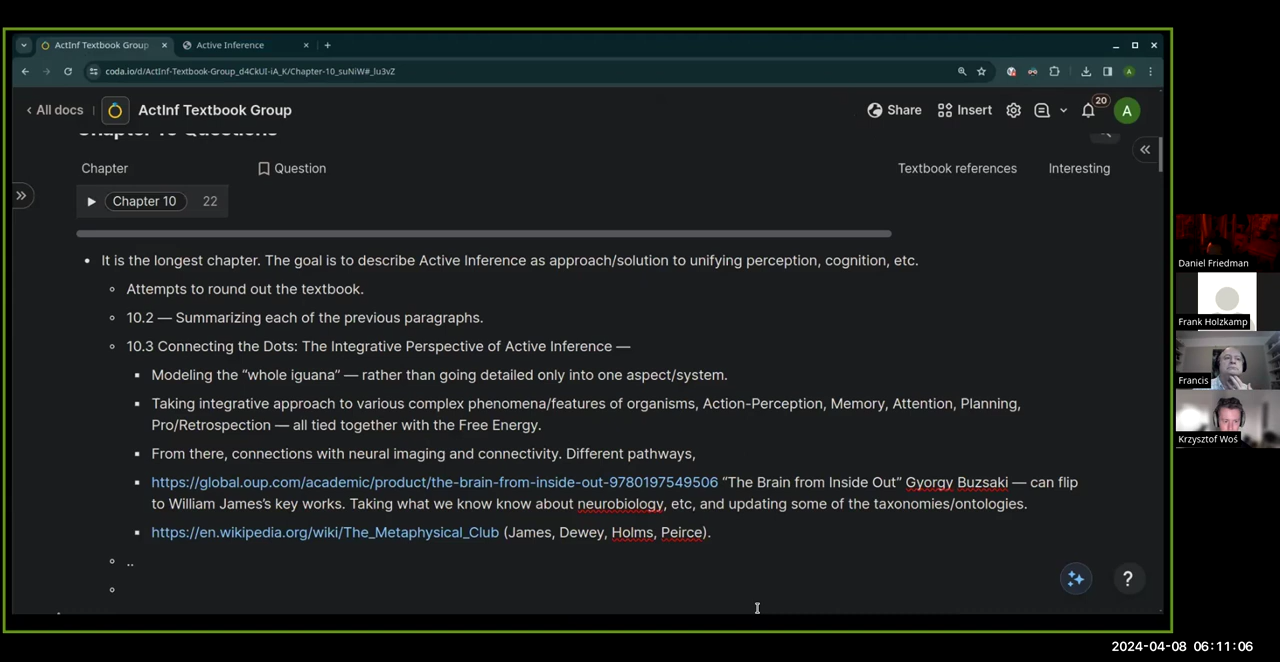 ActInf Textbook Group
Active Inference
coda.io/d/ActInf-Textbook-Group_d4CkUI-iA_K/Chapter-10_suNiW#_lu3vZ
A
All docs
ActInf Textbook Group
Share
Insert
20
A
Chapter 10 Questions
Chapter
Question
Textbook references
Interesting
Chapter 10
22
It is the longest chapter. The goal is to describe Active Inference as approach/solution to unifying perception, cognition, etc.
Attempts to round out the textbook.
10.2 — Summarizing each of the previous paragraphs.
10.3 Connecting the Dots: The Integrative Perspective of Active Inference —
Modeling the “whole iguana” — rather than going detailed only into one aspect/system.
Taking integrative approach to various complex phenomena/features of organisms, Action-Perception, Memory, Attention, Planning,
Pro/Retrospection — all tied together with the Free Energy.
From there, connections with neural imaging and connectivity. Different pathways,
https://global.oup.com/academic/product/the-brain-from-inside-out-9780197549506 “The Brain from Inside Out” Gyorgy Buzsaki — can flip
to William James’s key works. Taking what we know know about neurobiology, etc, and updating some of the taxonomies/ontologies.
https://en.wikipedia.org/wiki/The_Metaphysical_Club (James, Dewey, Holms, Peirce).
..
?
Daniel Friedman
Frank Holzkamp
Francis
Krzysztof Woś
2024-04-08 06:11:06